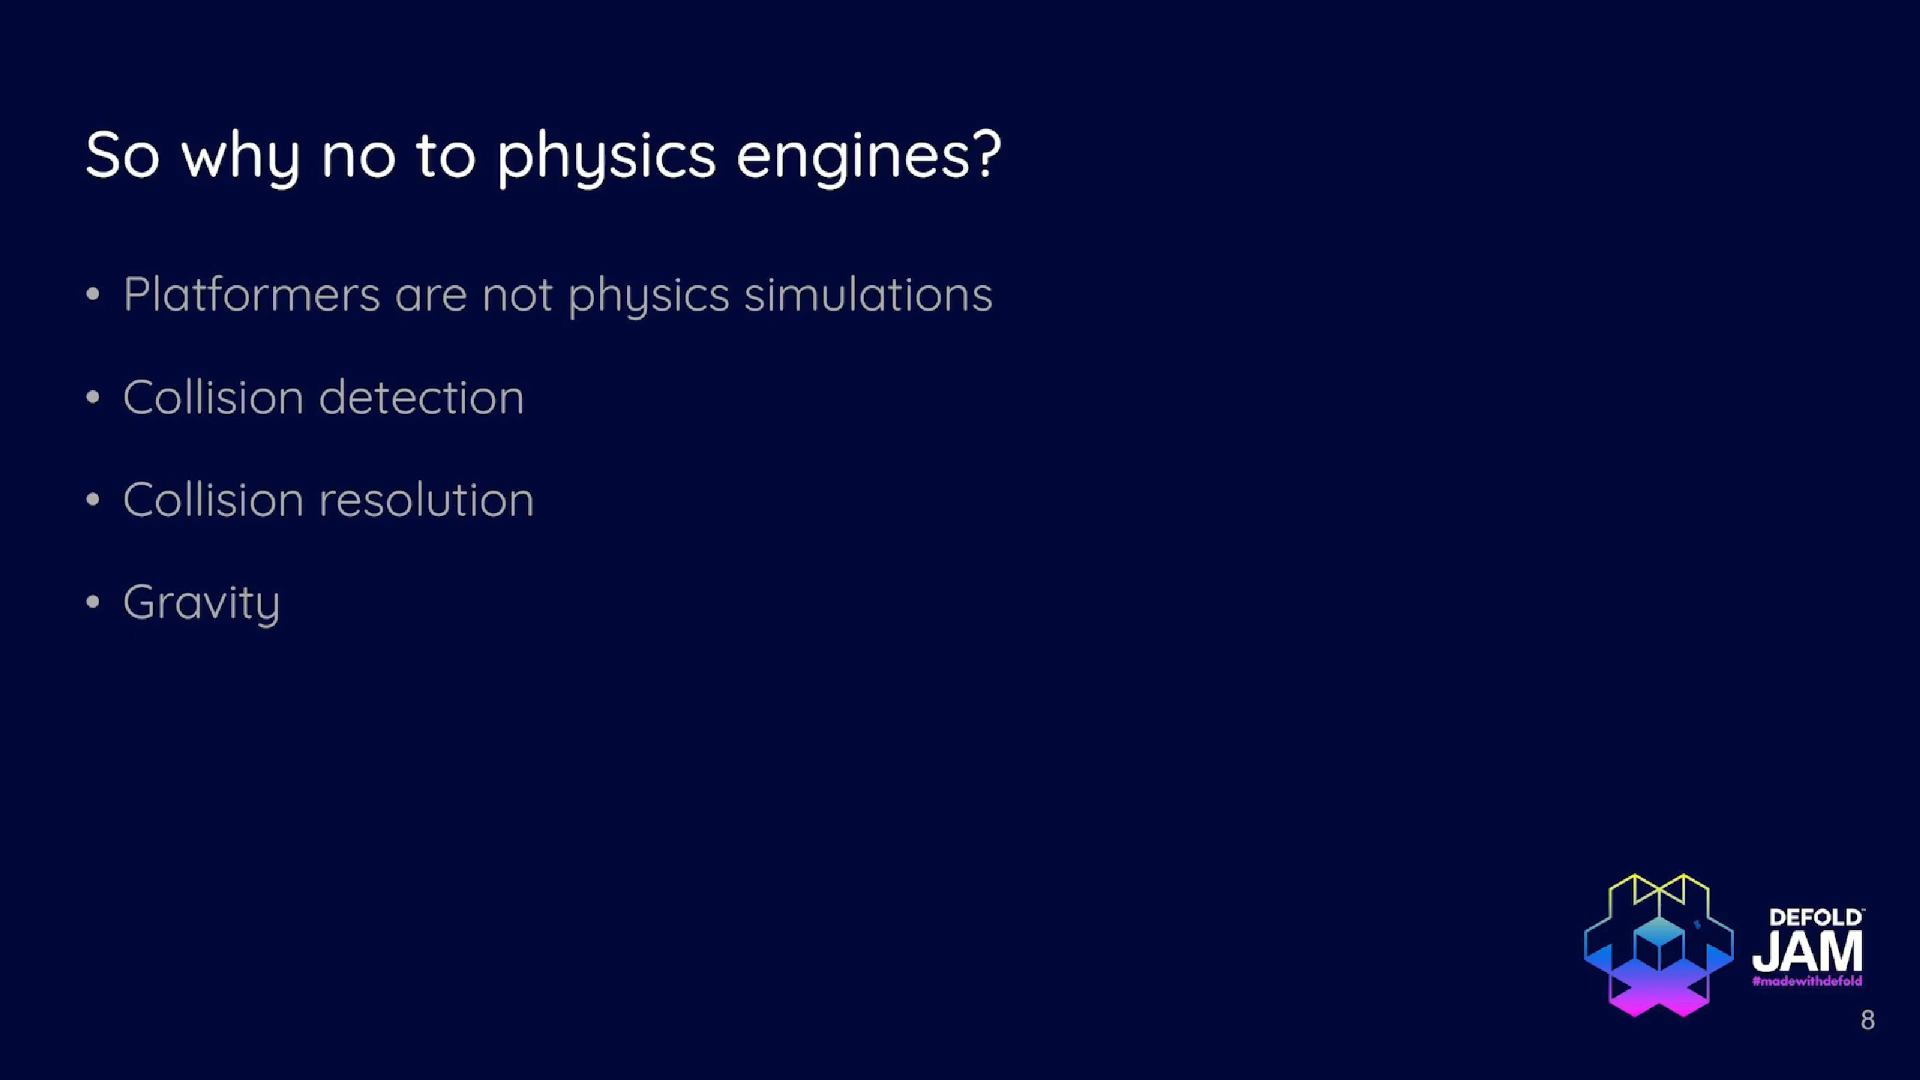 So why no to physics engines?
• Platformers are not physics simulations
• Collision detection
• Collision resolution
• Gravity
DEFOLD™
JAM
#madewithdefold
8